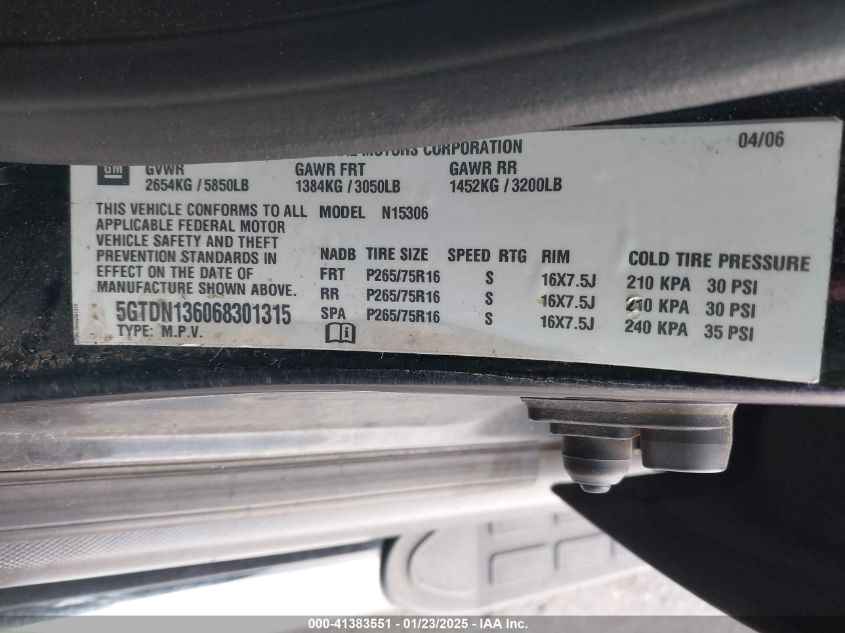 MOTORS CORPORATION 04/06
GM GVWR GAWR FRT GAWR RR
2654KG / 5850LB 1384KG / 3050LB 1452KG / 3200LB
THIS VEHICLE CONFORMS TO ALL
APPLICABLE FEDERAL MOTOR
VEHICLE SAFETY AND THEFT
PREVENTION STANDARDS IN
EFFECT ON THE DATE OF
MANUFACTURE SHOWN ABOVE.
MODEL N15306
NADB TIRE SIZE SPEED RTG RIM COLD TIRE PRESSURE
FRT P265/75R16 S 16X7.5J 210 KPA 30 PSI
RR P265/75R16 S 16X7.5J KPA 30 PSI
SPA P265/75R16 S 16X7.5J 240 KPA 35 PSI
5GTDN136068301315
TYPE: M.P.V.
000-41383551 - 01/23/2025 - IAA Inc.